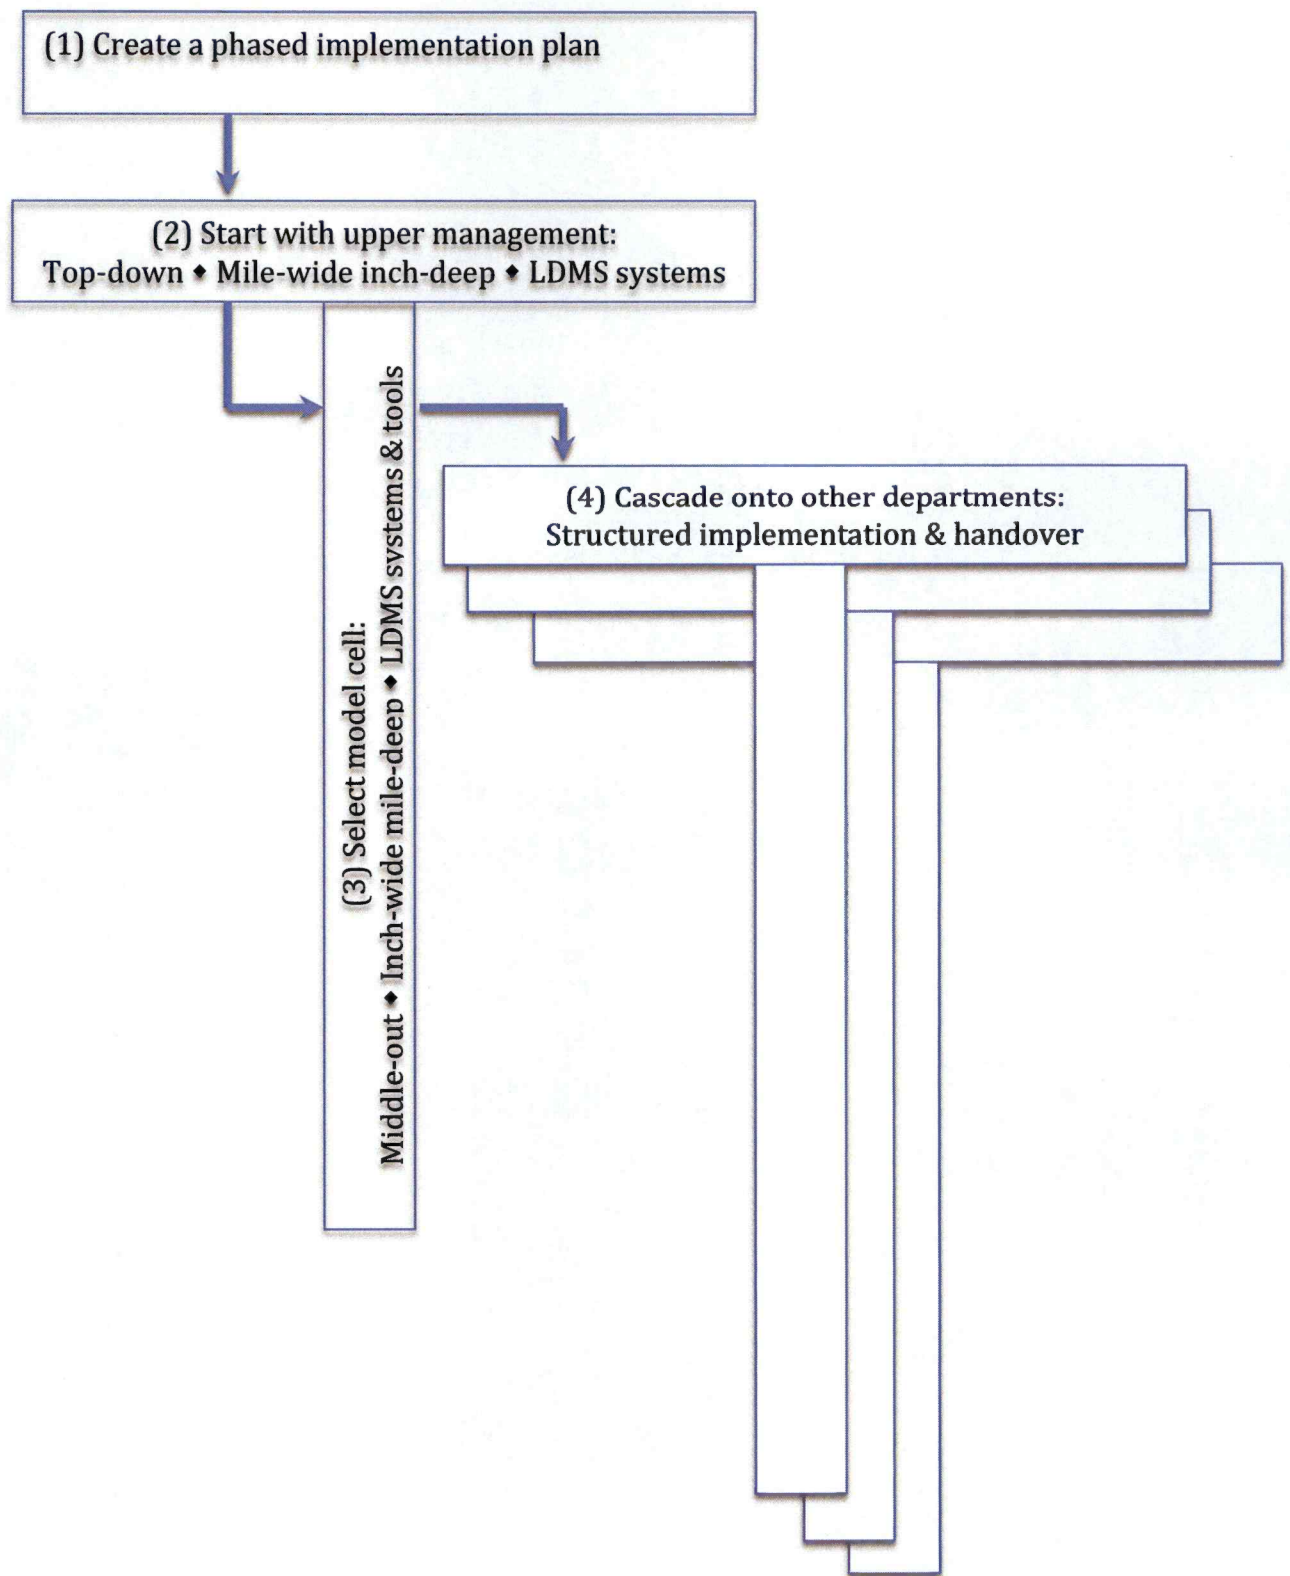 (1) Create a phased implementation plan
(2) Start with upper management:
Top-down ◆ Mile-wide inch-deep ◆ LDMS systems
(3) Select model cell:
Middle-out ◆ Inch-wide mile-deep ◆ LDMS systems & tools
(4) Cascade onto other departments:
Structured implementation & handover